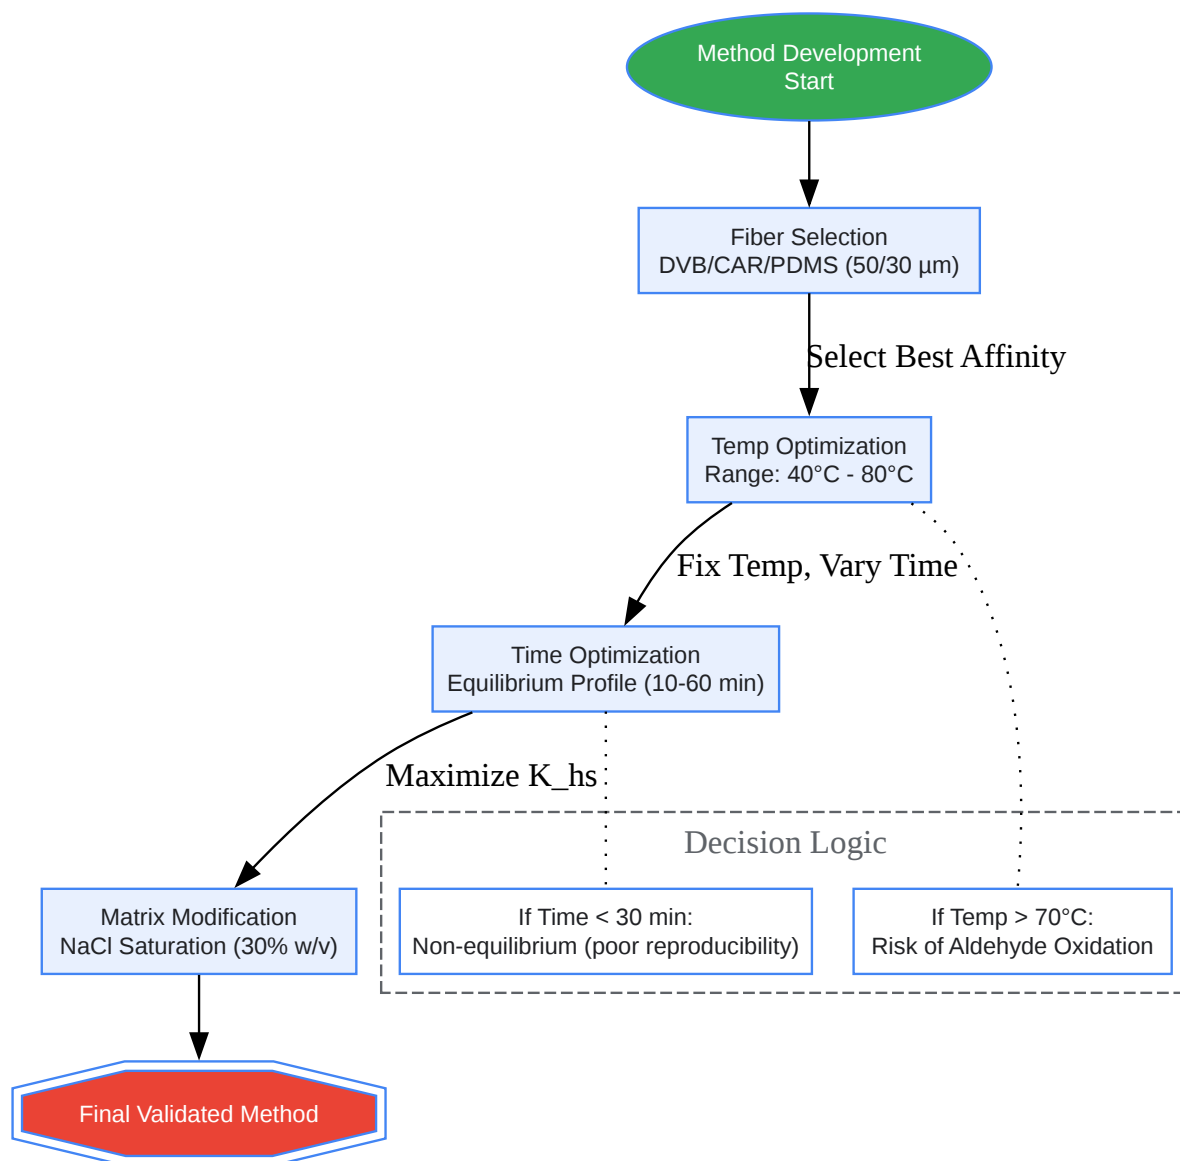 Method Development
Start
Fiber Selection
DVB/CAR/PDMS (50/30 µm)
Select Best Affinity
Temp Optimization
Range: 40°C - 80°C
Fix Temp, Vary Time
Time Optimization
Equilibrium Profile (10-60 min)
Maximize K_hs
Decision Logic
Matrix Modification
NaCl Saturation (30% w/v)
If Time < 30 min:
Non-equilibrium (poor reproducibility)
If Temp > 70°C:
Risk of Aldehyde Oxidation
Final Validated Method